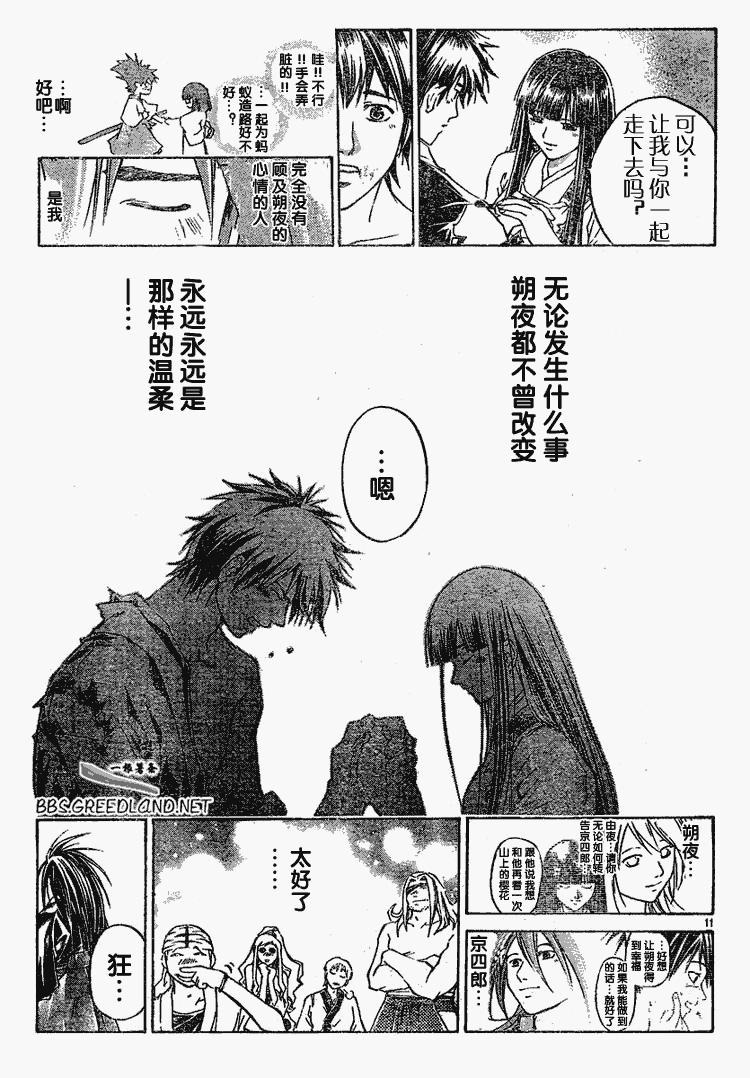 可以…
让我与你一起
走下去吗？
哇!!不行
!!手会弄
脏的!!
…一起为蚂
蚁造路好不
好…？
…啊
好吧…
完全没有
顾及朔夜的
心情的人
是我
无论发生什么事
朔夜都不曾改变
永远永远是
那样的温柔
—…
…嗯
朔夜…
由夜…请你
无论如何转
告京四郎…
跟他说我想
和他再看一次
山上的樱花
11
…好想
让朔夜得
到幸福
如果我能做到
的话…就好了
京四郎…
太好了
……
狂…
一根薯条
BBS.GREEDLAND.NET